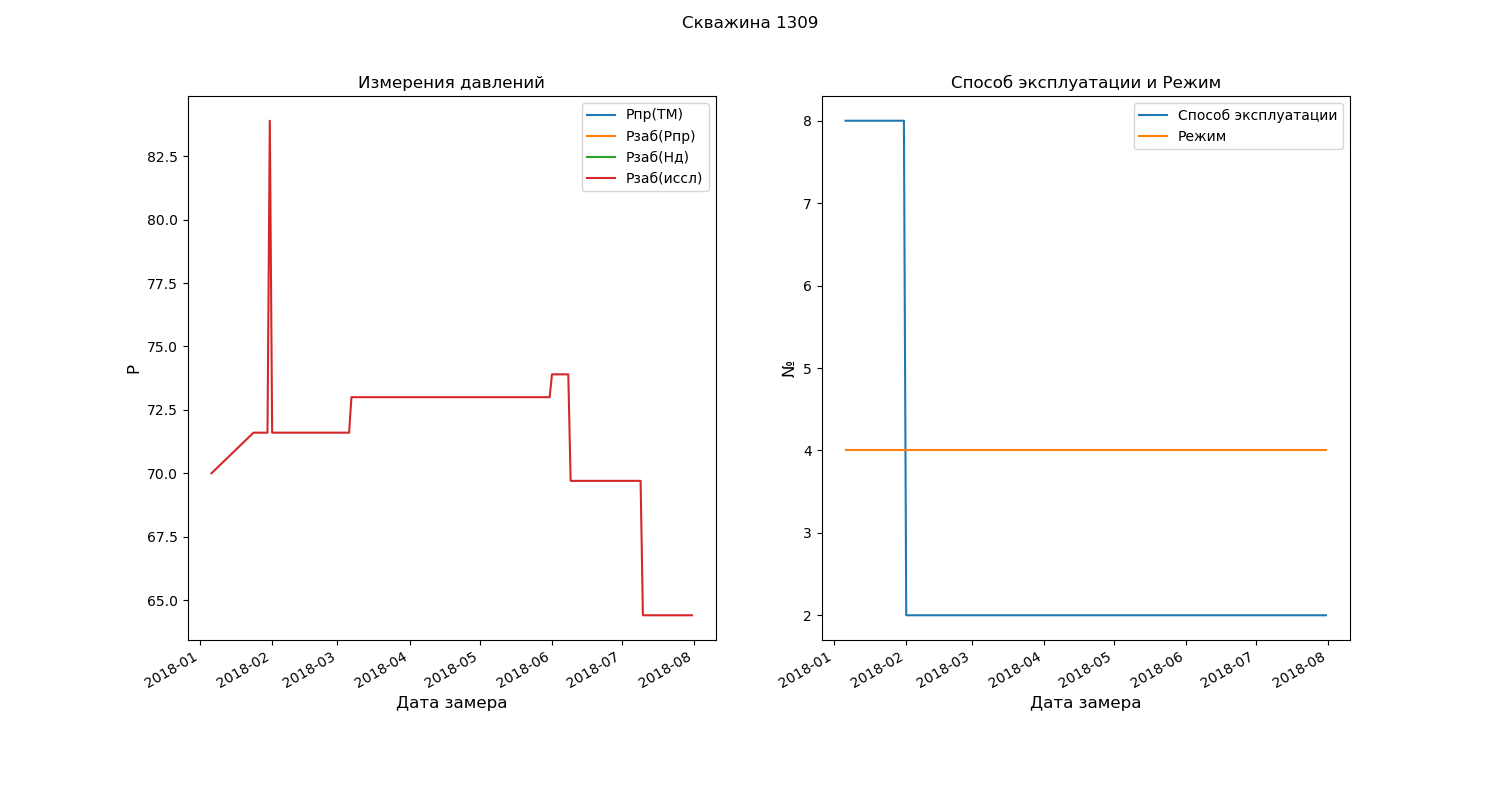 Скважина 1309
Измерения давлений
Рпр(ТМ)
Рзаб(Рпр)
Рзаб(Нд)
Рзаб(иссл)
82.5
80.0
77.5
75.0
72.5
70.0
67.5
65.0
Р
2018-01
2018-02
2018-03
2018-04
2018-05
2018-06
2018-07
2018-08
Дата замера
Способ эксплуатации и Режим
Способ эксплуатации
Режим
8
7
6
5
4
3
2
№
2018-01
2018-02
2018-03
2018-04
2018-05
2018-06
2018-07
2018-08
Дата замера